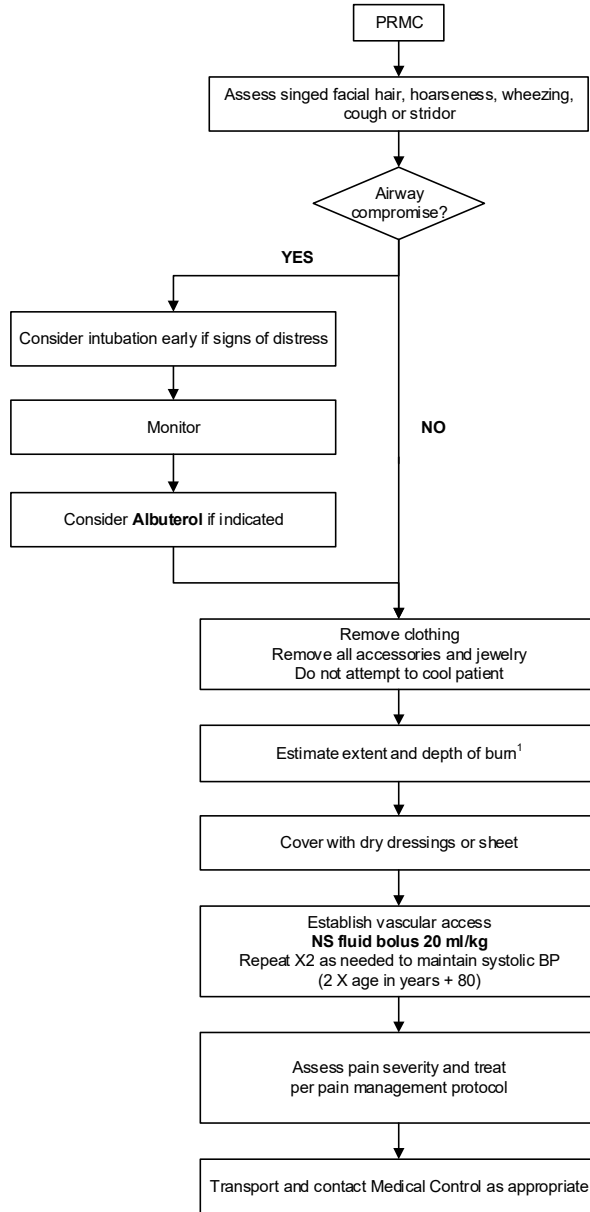 PRMC
Assess singed facial hair, hoarseness, wheezing,
cough or stridor
Airway
compromise?
YES
Consider intubation early if signs of distress
Monitor
NO
Consider Albuterol if indicated
Remove clothing
Remove all accessories and jewelry
Do not attempt to cool patient
Estimate extent and depth of burn¹
Cover with dry dressings or sheet
Establish vascular access
NS fluid bolus 20 ml/kg
Repeat X2 as needed to maintain systolic BP
(2 X age in years + 80)
Assess pain severity and treat
per pain management protocol
Transport and contact Medical Control as appropriate